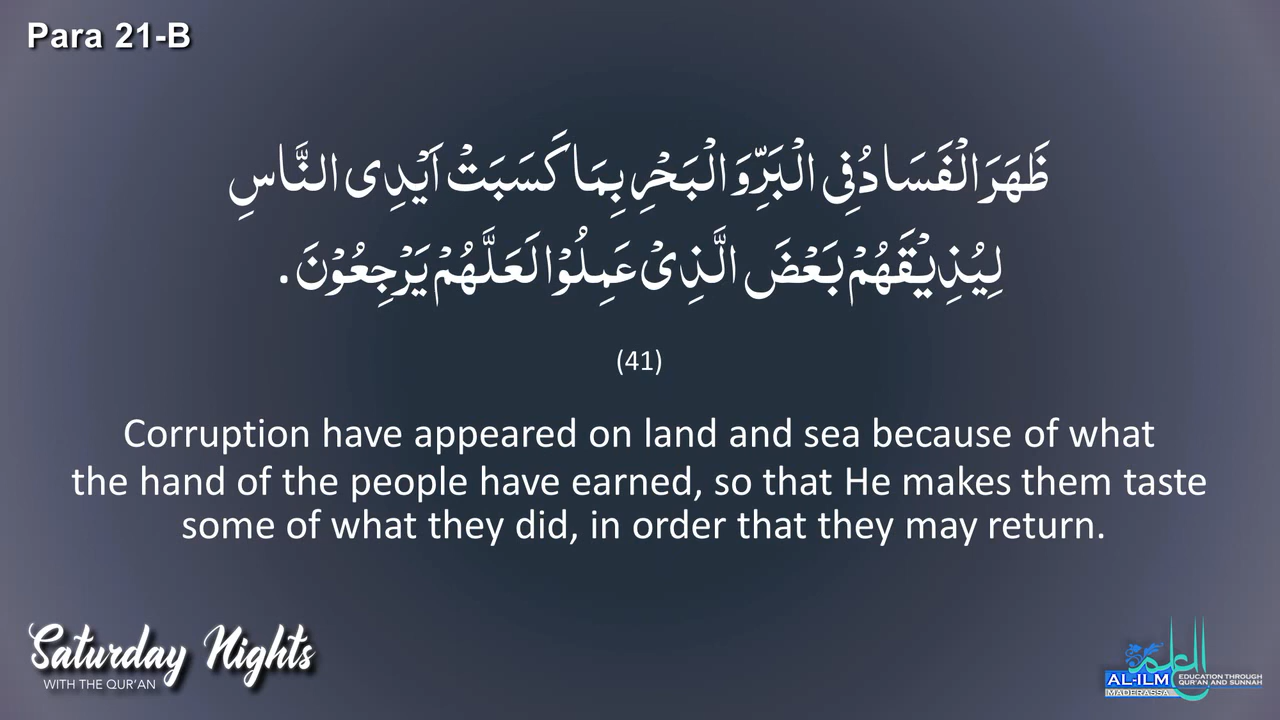 Para 21-B
ظَهَرَ الْفَسَادُ فِی الْبَرِّ وَ الْبَحْرِ بِمَا كَسَبَتْ اَیْدِی النَّاسِ
لِیُذِیْقَهُمْ بَعْضَ الَّذِیْ عَمِلُوْا لَعَلَّهُمْ یَرْجِعُوْنَ .
(41)
Corruption have appeared on land and sea because of what
the hand of the people have earned, so that He makes them taste
some of what they did, in order that they may return.
Saturday Nights
WITH THE QUR'AN
العلم
AL-ILM
MADERASSA
EDUCATION THROUGH
QUR'AN AND SUNNAH